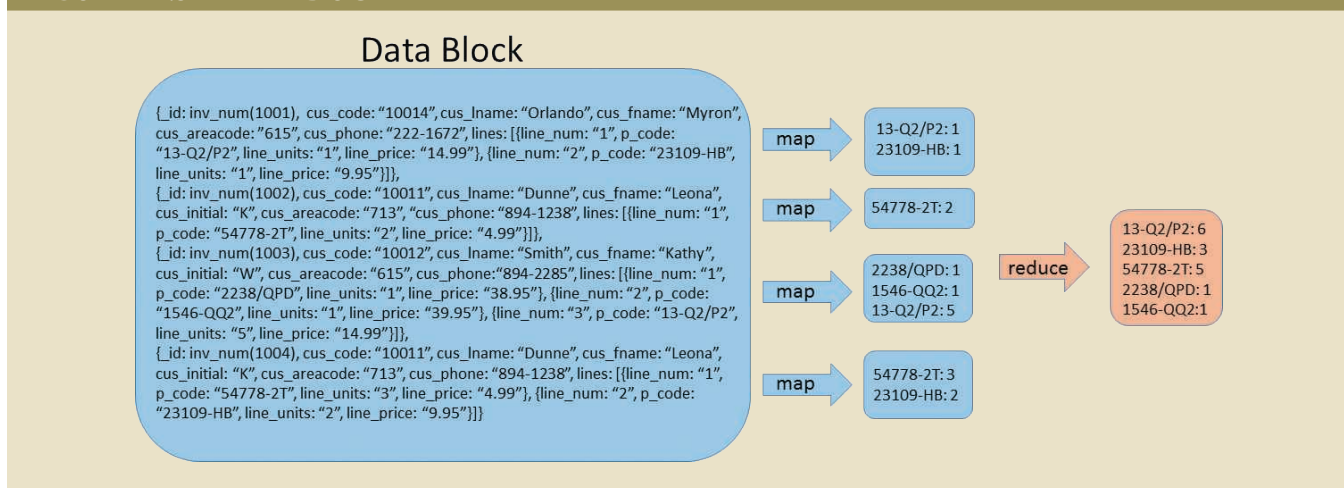 Data Block
{_id: inv_num(1001), cus_code: “10014”, cus_lname: “Orlando”, cus_fname: “Myron”,
cus_areacode: “615”, cus_phone: “222-1672”, lines: [{line_num: “1”, p_code:
“13-Q2/P2”, line_units: “1”, line_price: “14.99”}, {line_num: “2”, p_code: “23109-HB”,
line_units: “1”, line_price: “9.95”}]},
{_id: inv_num(1002), cus_code: “10011”, cus_lname: “Dunne”, cus_fname: “Leona”,
cus_initial: “K”, cus_areacode: “713”, “cus_phone: “894-1238”, lines: [{line_num: “1”,
p_code: “54778-2T”, line_units: “2”, line_price: “4.99”}]},
{_id: inv_num(1003), cus_code: “10012”, cus_lname: “Smith”, cus_fname: “Kathy”,
cus_initial: “W”, cus_areacode: “615”, cus_phone:“894-2285”, lines: [{line_num: “1”,
p_code: “2238/QPD”, line_units: “1”, line_price: “38.95”}, {line_num: “2”, p_code:
“1546-QQ2”, line_units: “1”, line_price: “39.95”}, {line_num: “3”, p_code: “13-Q2/P2”,
line_units: “5”, line_price: “14.99”}]},
{_id: inv_num(1004), cus_code: “10011”, cus_lname: “Dunne”, cus_fname: “Leona”,
cus_initial: “K”, cus_areacode: “713”, cus_phone: “894-1238”, lines: [{line_num: “1”,
p_code: “54778-2T”, line_units: “3”, line_price: “4.99”}, {line_num: “2”, p_code:
“23109-HB”, line_units: “2”, line_price: “9.95”}]}
map
13-Q2/P2: 1
23109-HB: 1
map
54778-2T: 2
map
2238/QPD: 1
1546-QQ2: 1
13-Q2/P2: 5
map
54778-2T: 3
23109-HB: 2
reduce
13-Q2/P2: 6
23109-HB: 3
54778-2T: 5
2238/QPD: 1
1546-QQ2:1